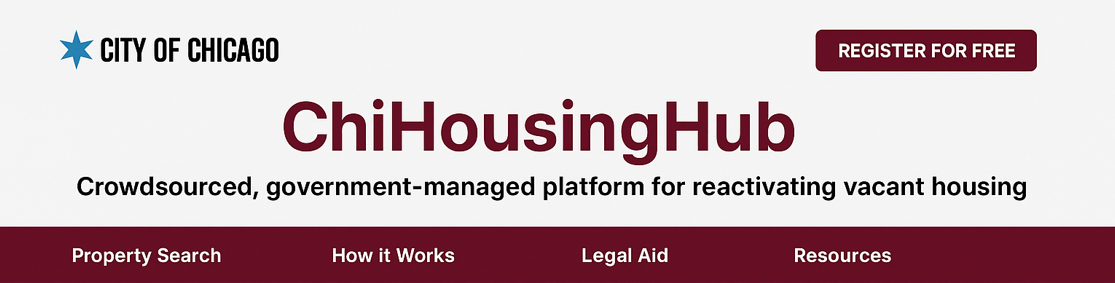 CITY OF CHICAGO
REGISTER FOR FREE
ChiHousingHub
Crowdsourced, government-managed platform for reactivating vacant housing
Property Search
How it Works
Legal Aid
Resources